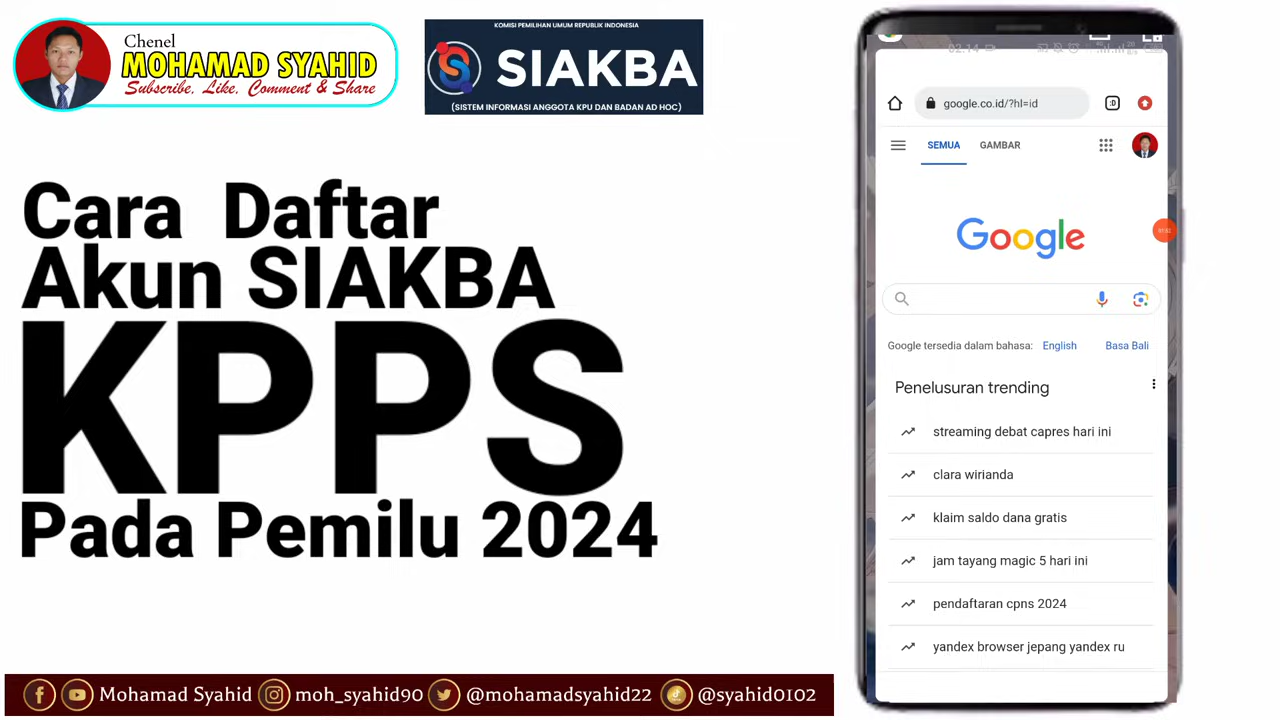 Chenel
MOHAMAD SYAHID
Subscribe, Like, Comment & Share
KOMISI PEMILIHAN UMUM REPUBLIK INDONESIA
SIAKBA
(SISTEM INFORMASI ANGGOTA KPU DAN BADAN AD HOC)
Cara Daftar
Akun SIAKBA
KPPS
Pada Pemilu 2024
Mohamad Syahid
moh_syahid90
@mohamadsyahid22
@syahid0102
02.14
google.co.id/?hl=id
:D
SEMUA GAMBAR
Google
Google tersedia dalam bahasa: English Basa Bali
Penelusuran trending
streaming debat capres hari ini
clara wirianda
klaim saldo dana gratis
jam tayang magic 5 hari ini
pendaftaran cpns 2024
yandex browser jepang yandex ru